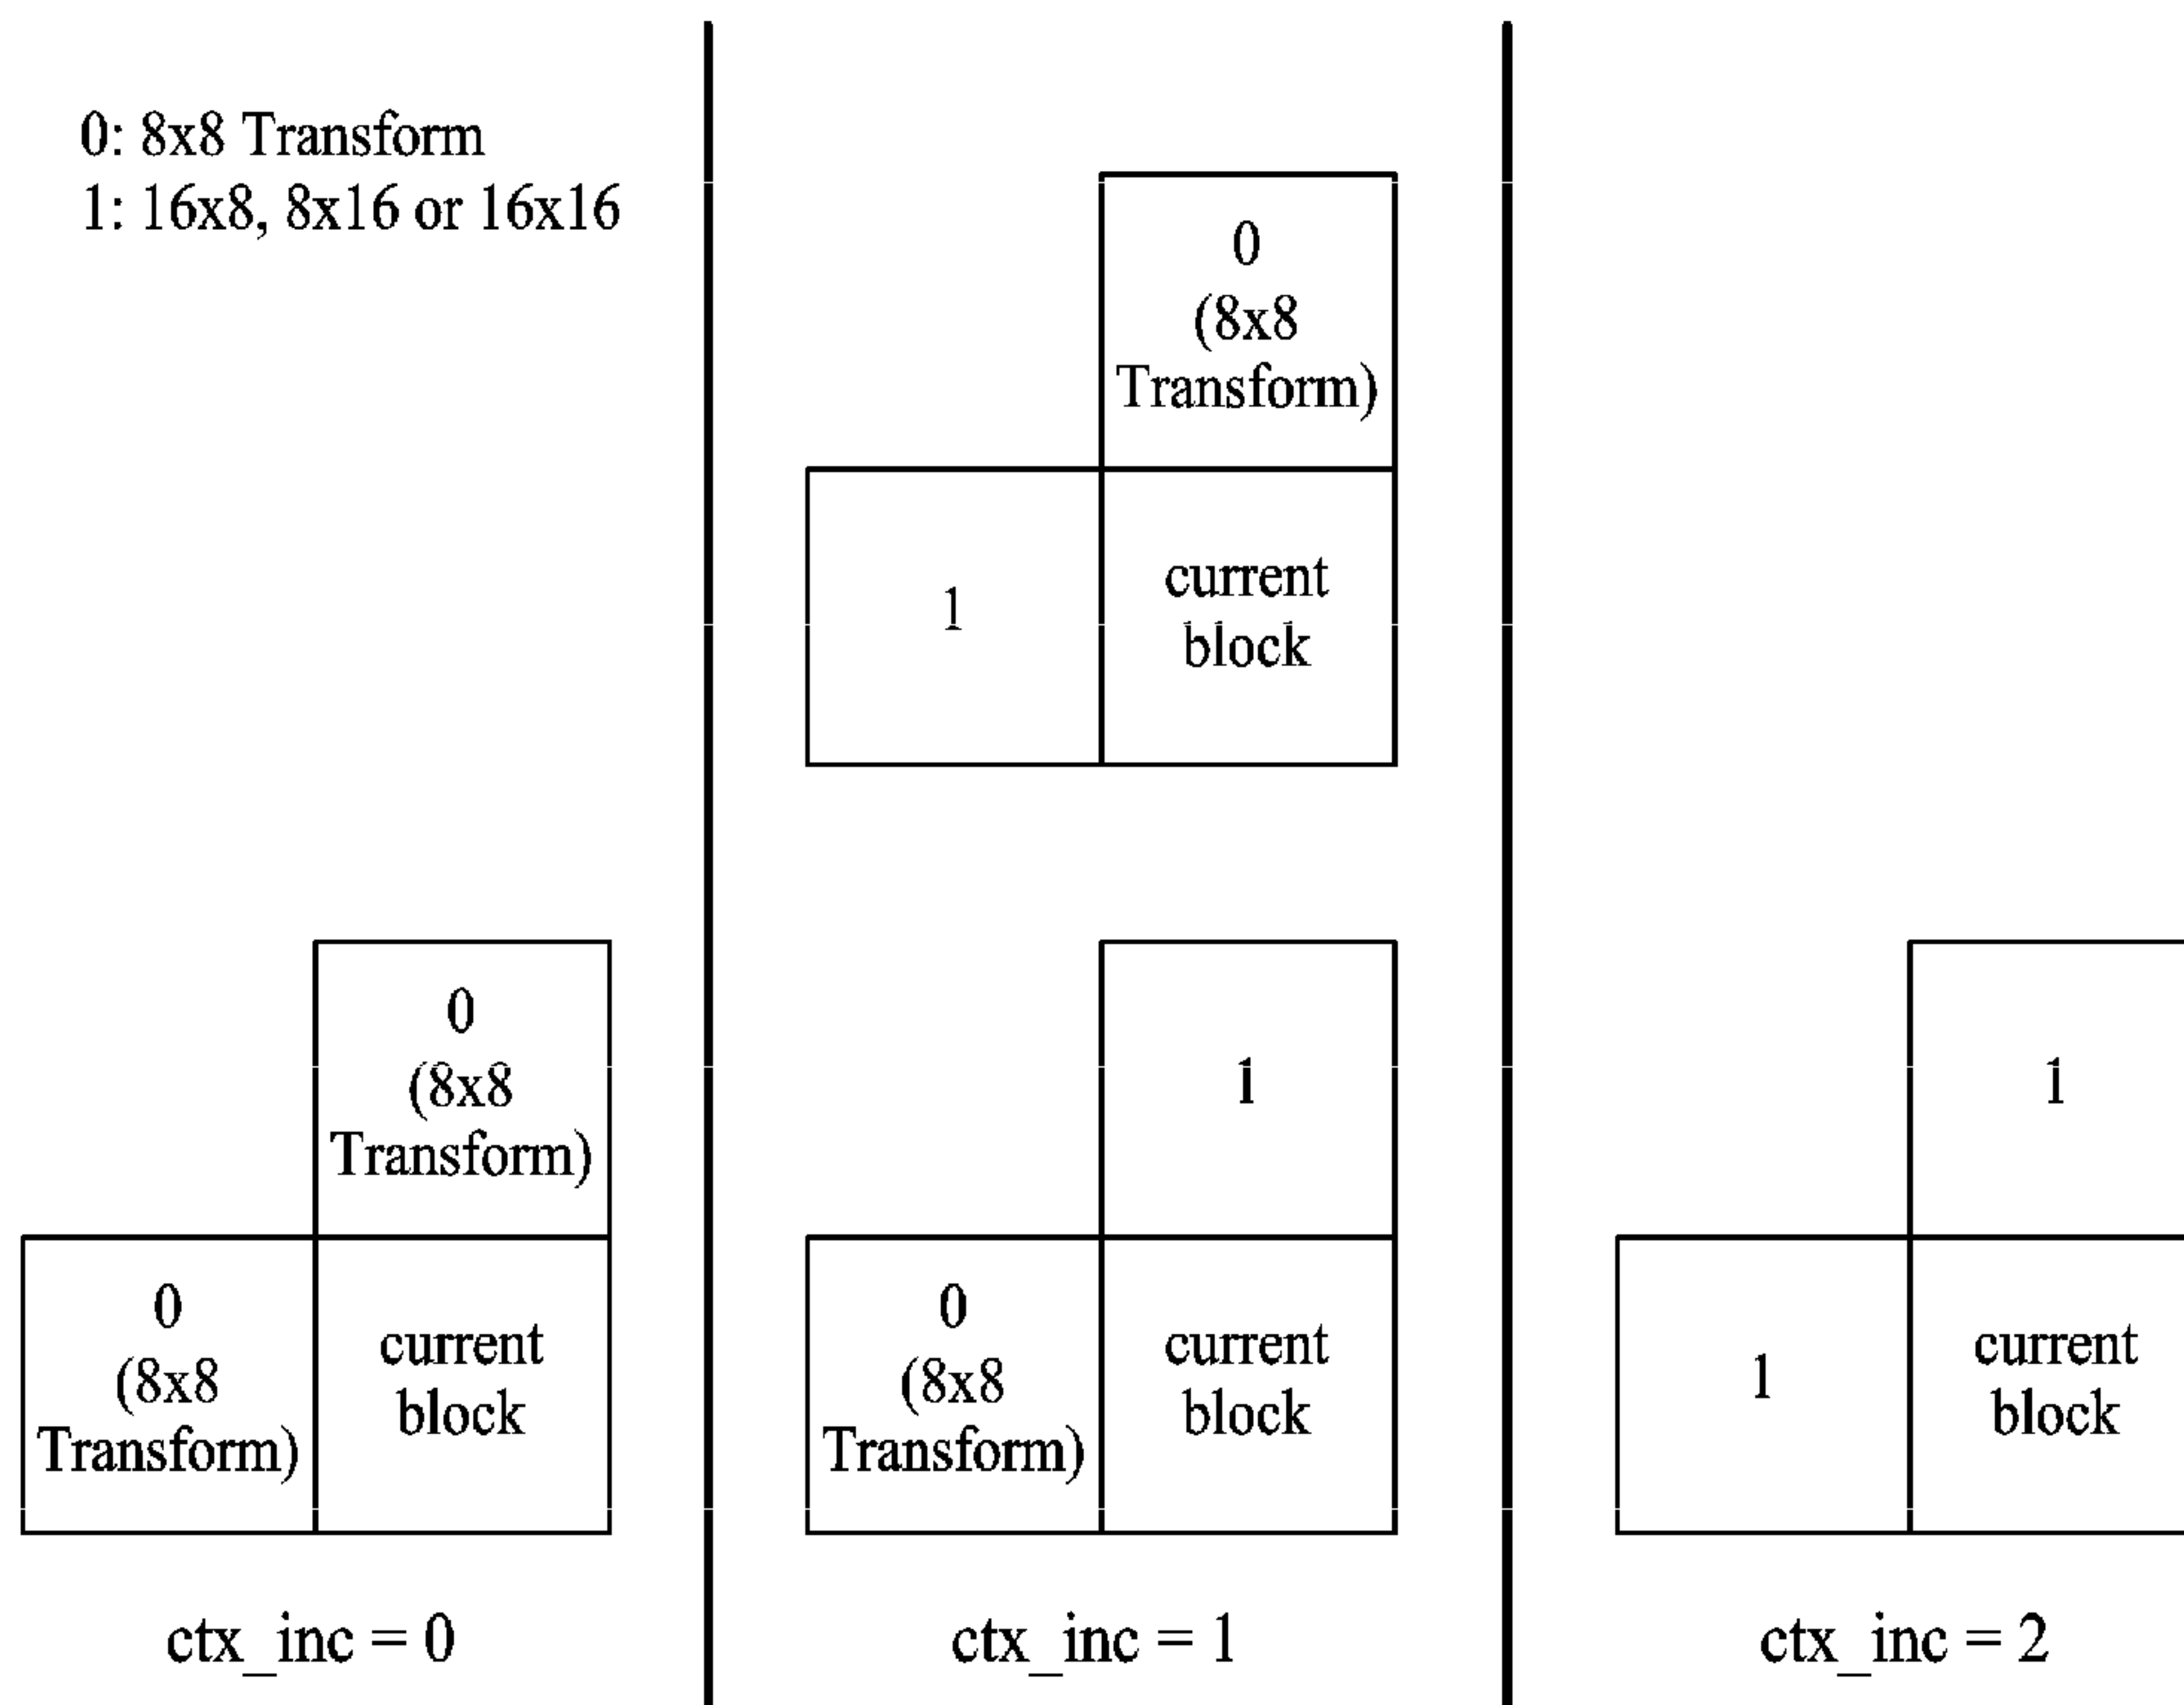 0: 8x8 Transform
1: 16x8, 8x16 or 16x16
0
(8x8
Transform)
0
(8x8
Transform)
current
block
ctx_inc = 0
0
(8x8
Transform)
1
current
block
1
0
(8x8
Transform)
current
block
ctx_inc = 1
1
1
current
block
ctx_inc = 2